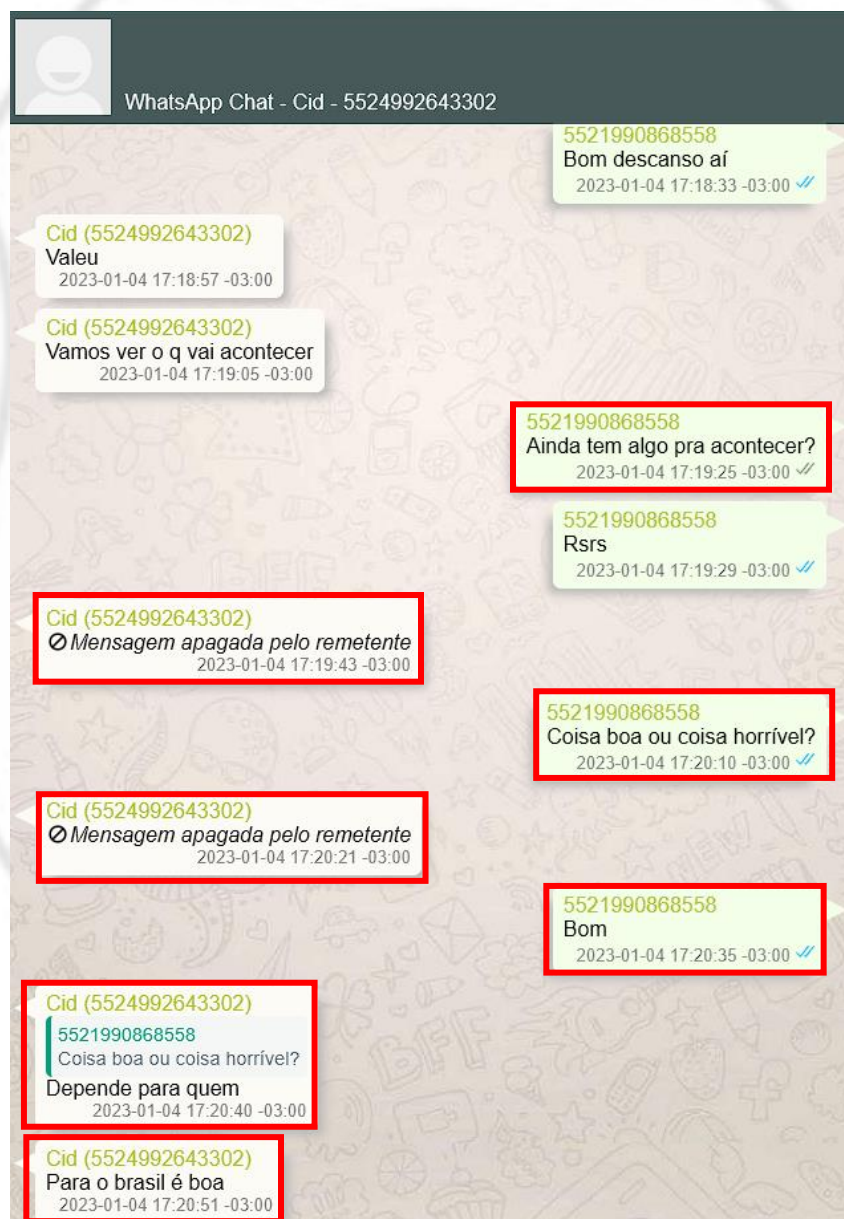 WhatsApp Chat - Cid - 5524992643302
5521990868558
Bom descanso aí
2023-01-04 17:18:33 -03:00
Cid (5524992643302)
Valeu
2023-01-04 17:18:57 -03:00
Cid (5524992643302)
Vamos ver o q vai acontecer
2023-01-04 17:19:05 -03:00
5521990868558
Ainda tem algo pra acontecer?
2023-01-04 17:19:25 -03:00
5521990868558
Rsrs
2023-01-04 17:19:29 -03:00
Cid (5524992643302)
Mensagem apagada pelo remetente
2023-01-04 17:19:43 -03:00
5521990868558
Coisa boa ou coisa horrível?
2023-01-04 17:20:10 -03:00
Cid (5524992643302)
Mensagem apagada pelo remetente
2023-01-04 17:20:21 -03:00
5521990868558
Bom
2023-01-04 17:20:35 -03:00
Cid (5524992643302)
5521990868558
Coisa boa ou coisa horrível?
Depende para quem
2023-01-04 17:20:40 -03:00
Cid (5524992643302)
Para o brasil é boa
2023-01-04 17:20:51 -03:00